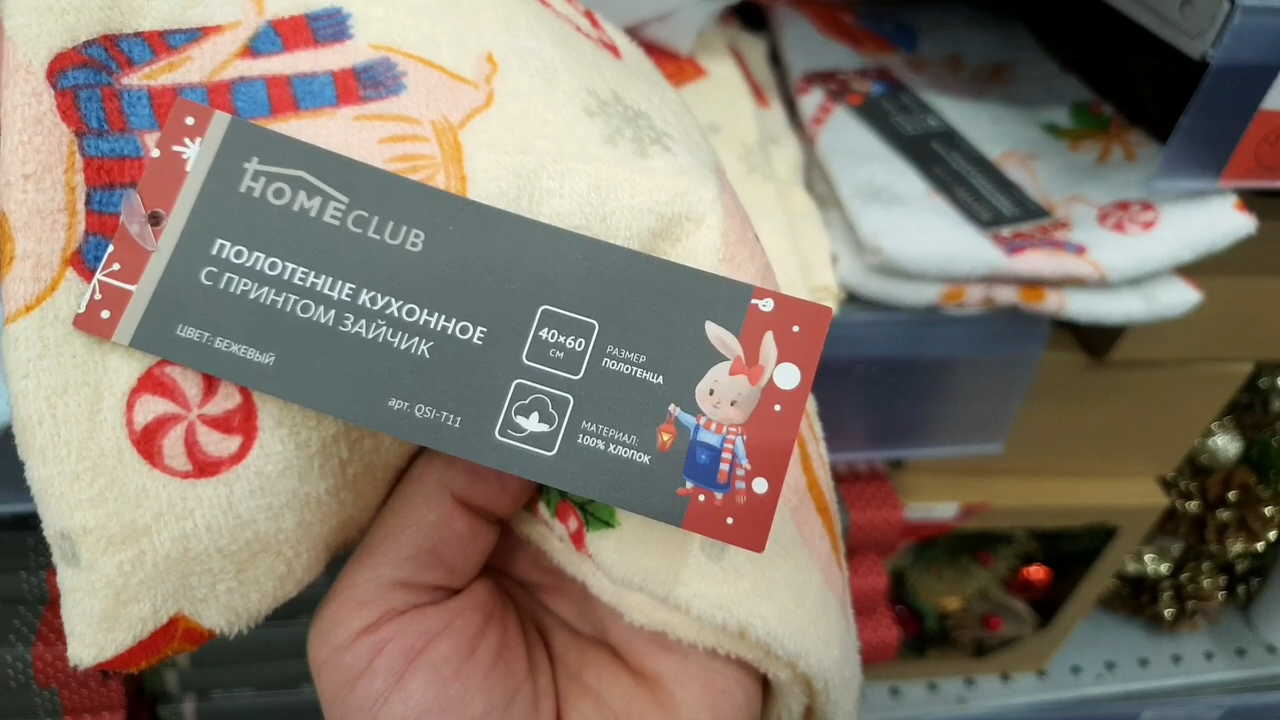 HOMECLUB
ПОЛОТЕНЦЕ КУХОННОЕ
С ПРИНТОМ ЗАЙЧИК
ЦВЕТ: БЕЖЕВЫЙ
арт. QSI-T11
40×60
СМ
РАЗМЕР
ПОЛОТЕНЦА
МАТЕРИАЛ:
100% ХЛОПОК